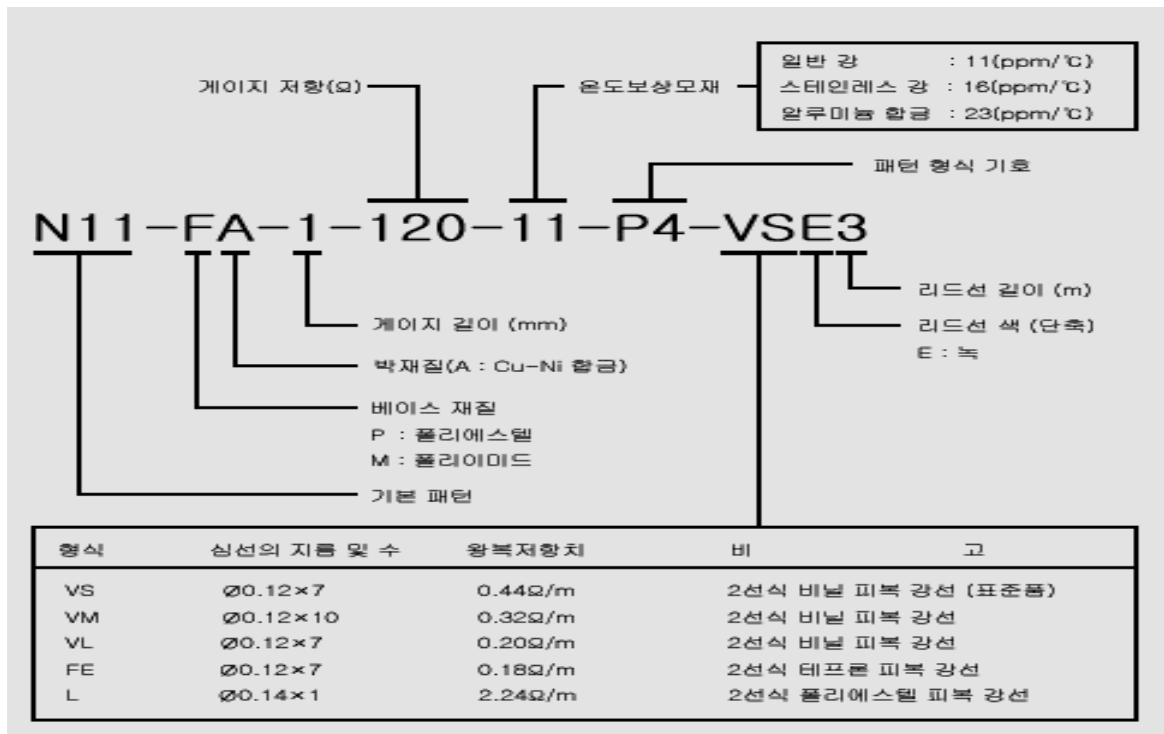 일반 강 : 11(ppm/℃)
게이지 저항(Ω) 온도보상모재 스테인레스 강 : 16(ppm/℃)
알루미늄 합금 : 23(ppm/℃)
패턴 형식 기호
N11-FA-1-120-11-P4-VSE3
리드선 길이 (m)
게이지 길이 (mm) 리드선 색 (단축)
E : 녹
박재질(A : Cu-Ni 합금)
베이스 재질
P : 폴리에스텔
M : 폴리이미드
기본 패턴
형식 심선의 지름 및 수 왕복저항치 비 고
VS Ø0.12×7 0.44Ω/m 2선식 비닐 피복 강선 (표준품)
VM Ø0.12×10 0.32Ω/m 2선식 비닐 피복 강선
VL Ø0.12×7 0.20Ω/m 2선식 비닐 피복 강선
FE Ø0.12×7 0.18Ω/m 2선식 테프론 피복 강선
L Ø0.14×1 2.24Ω/m 2선식 폴리에스텔 피복 강선